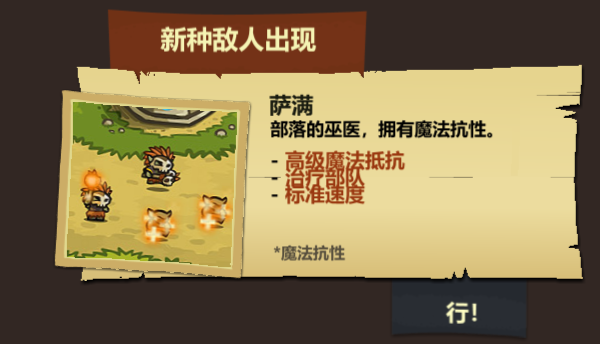 新种敌人出现
萨满
部落的巫医，拥有魔法抗性。
- 高级魔法抵抗
- 治疗部队
- 标准速度
*魔法抗性
行！